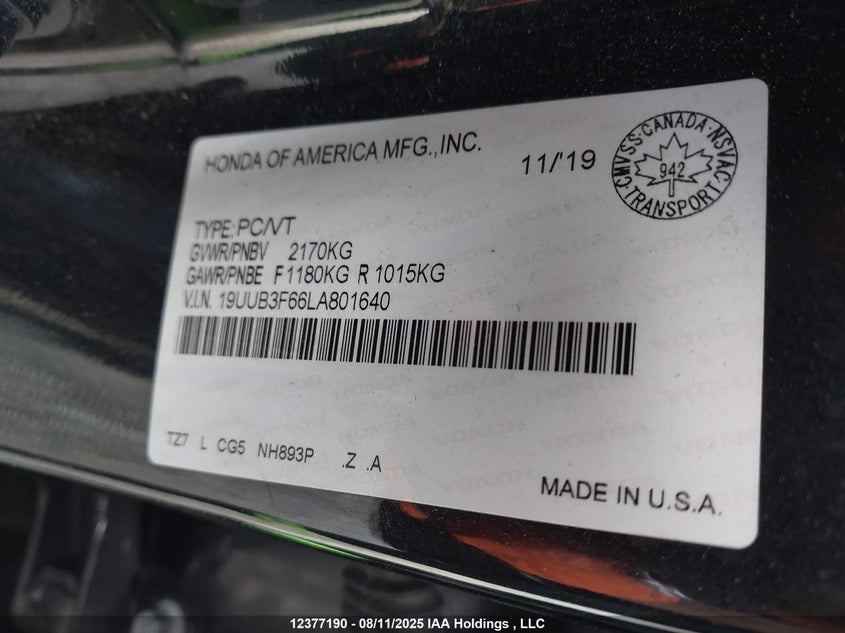 HONDA OF AMERICA MFG.,INC.
11/'19
CMVSS·CANADA·NSVAC
942
TRANSPORT
TYPE:PC/VT
GVWR/PNBV 2170KG
GAWR/PNBE F1180KG R1015KG
V.I.N. 19UUB3F66LA801640
TZ7 L CG5 NH893P .Z .A
MADE IN U.S.A.
12377190 - 08/11/2025 IAA Holdings , LLC